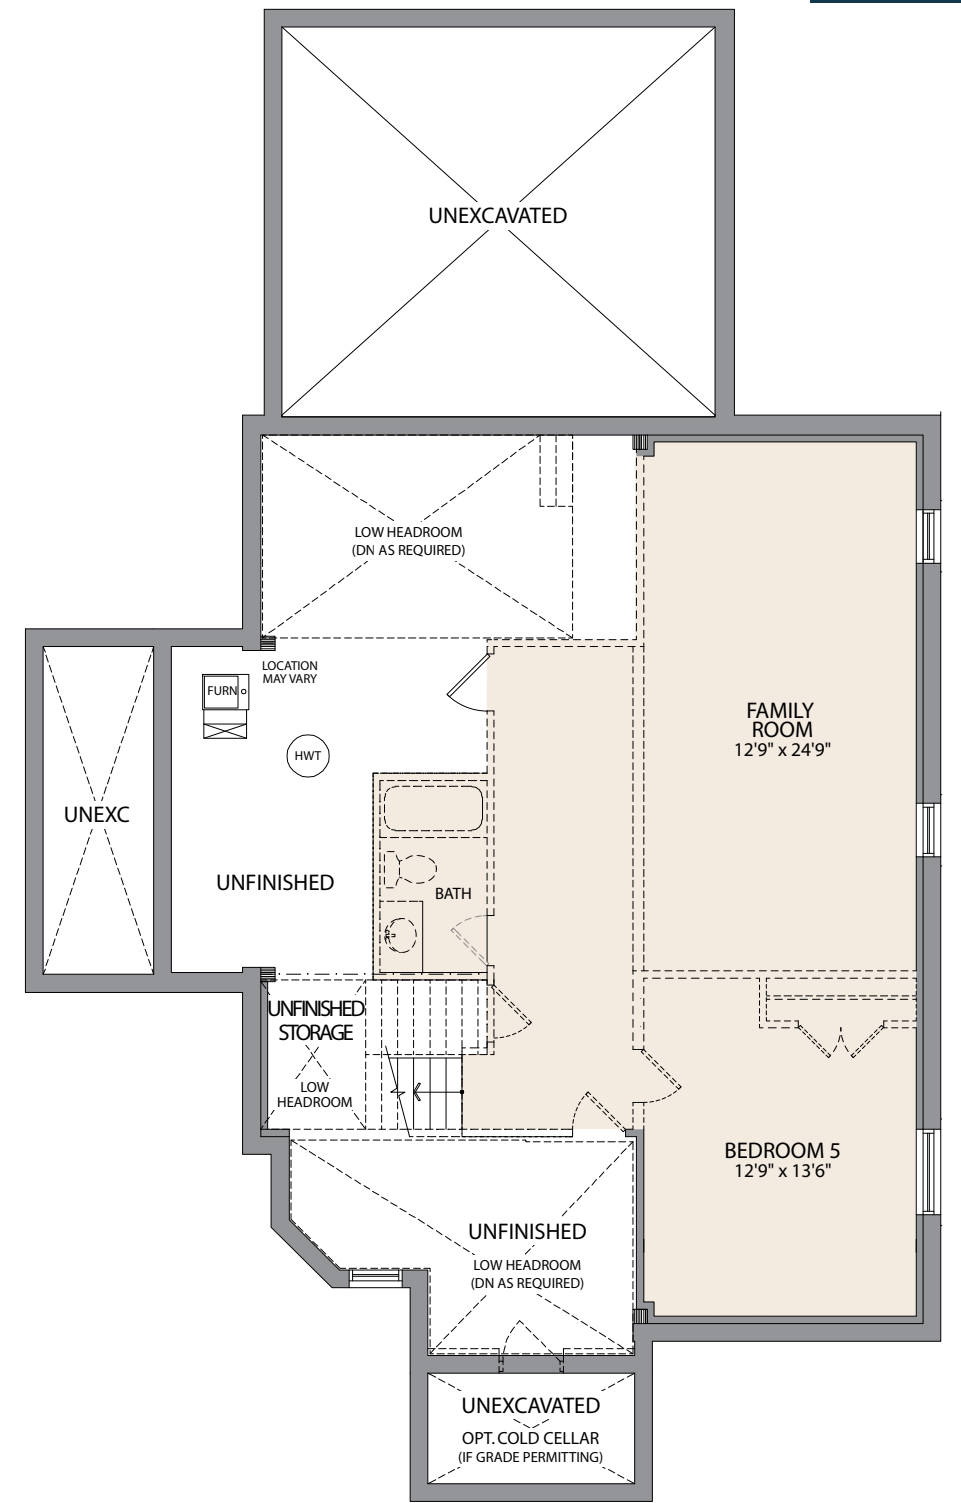 UNEXCAVATED
LOW HEADROOM
(DN AS REQUIRED)
LOCATION
MAY VARY
FURN
HWT
FAMILY
ROOM
12'9" x 24'9"
UNEXC
UNFINISHED
BATH
UNFINISHED
STORAGE
LOW
HEADROOM
BEDROOM 5
12'9" x 13'6"
UNFINISHED
LOW HEADROOM
(DN AS REQUIRED)
UNEXCAVATED
OPT. COLD CELLAR
(IF GRADE PERMITTING)